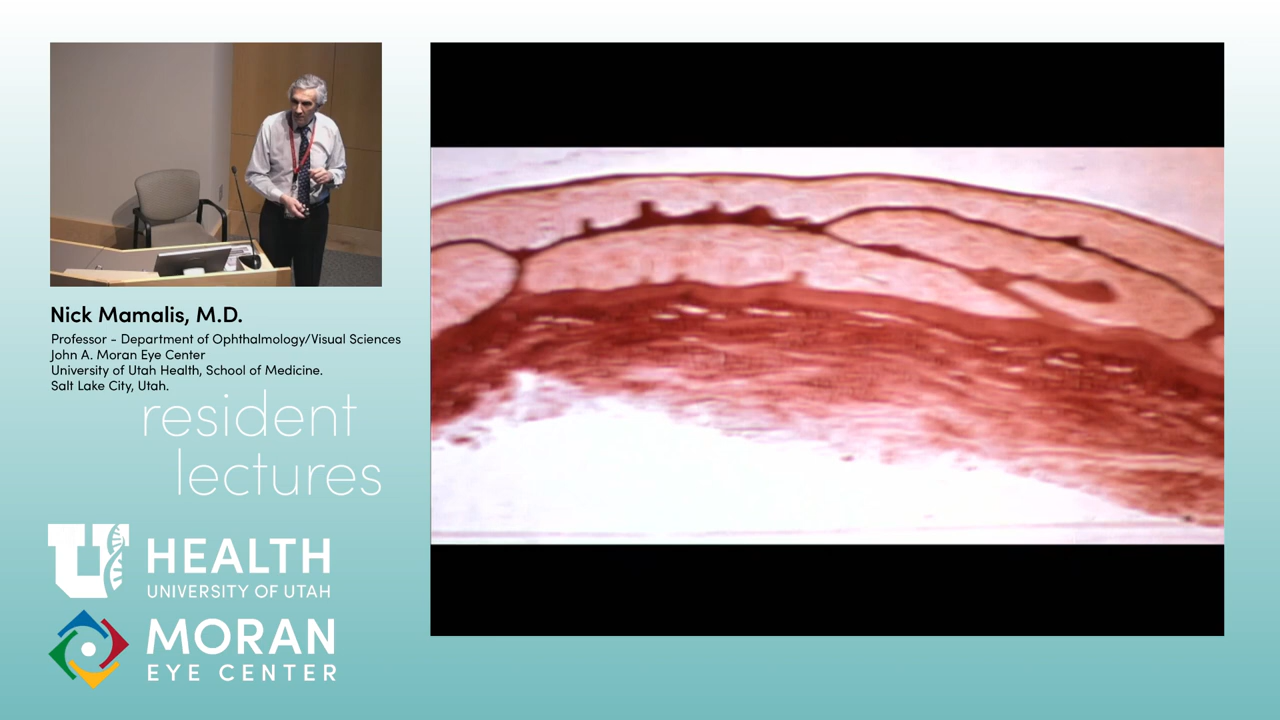 Nick Mamalis, M.D.
Professor - Department of Ophthalmology/Visual Sciences
John A. Moran Eye Center
University of Utah Health, School of Medicine.
Salt Lake City, Utah.
resident
lectures
U HEALTH
UNIVERSITY OF UTAH
MORAN
EYE CENTER